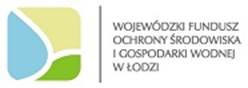 WOJEWÓDZKI FUNDUSZ
OCHRONY ŚRODOWISKA
I GOSPODARKI WODNEJ
W ŁODZI